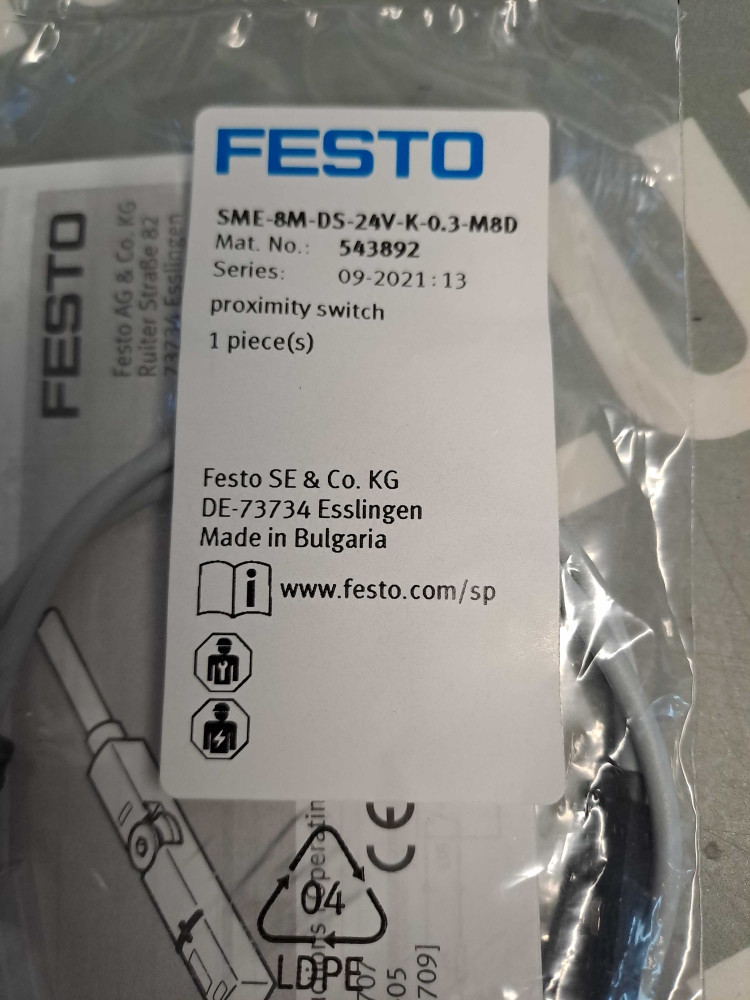 FESTO
SME-8M-DS-24V-K-0.3-M8D
Mat. No.: 543892
Series: 09-2021:13
proximity switch
1 piece(s)
Festo SE & Co. KG
DE-73734 Esslingen
Made in Bulgaria
i www.festo.com/sp
FESTO
Festo AG & Co. KG
Ruiter Straße 82
73734 Esslingen
CE
04
LDPE
709]